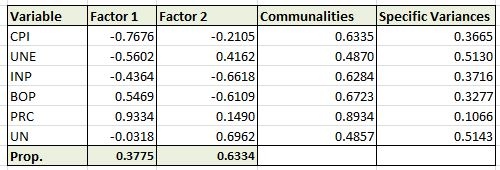 Variable Factor 1 Factor 2 Communalities Specific Variances
CPI -0.7676 -0.2105 0.6335 0.3665
UNE -0.5602 0.4162 0.4870 0.5130
INP -0.4364 -0.6618 0.6284 0.3716
BOP 0.5469 -0.6109 0.6723 0.3277
PRC 0.9334 0.1490 0.8934 0.1066
UN -0.0318 0.6962 0.4857 0.5143
Prop. 0.3775 0.6334